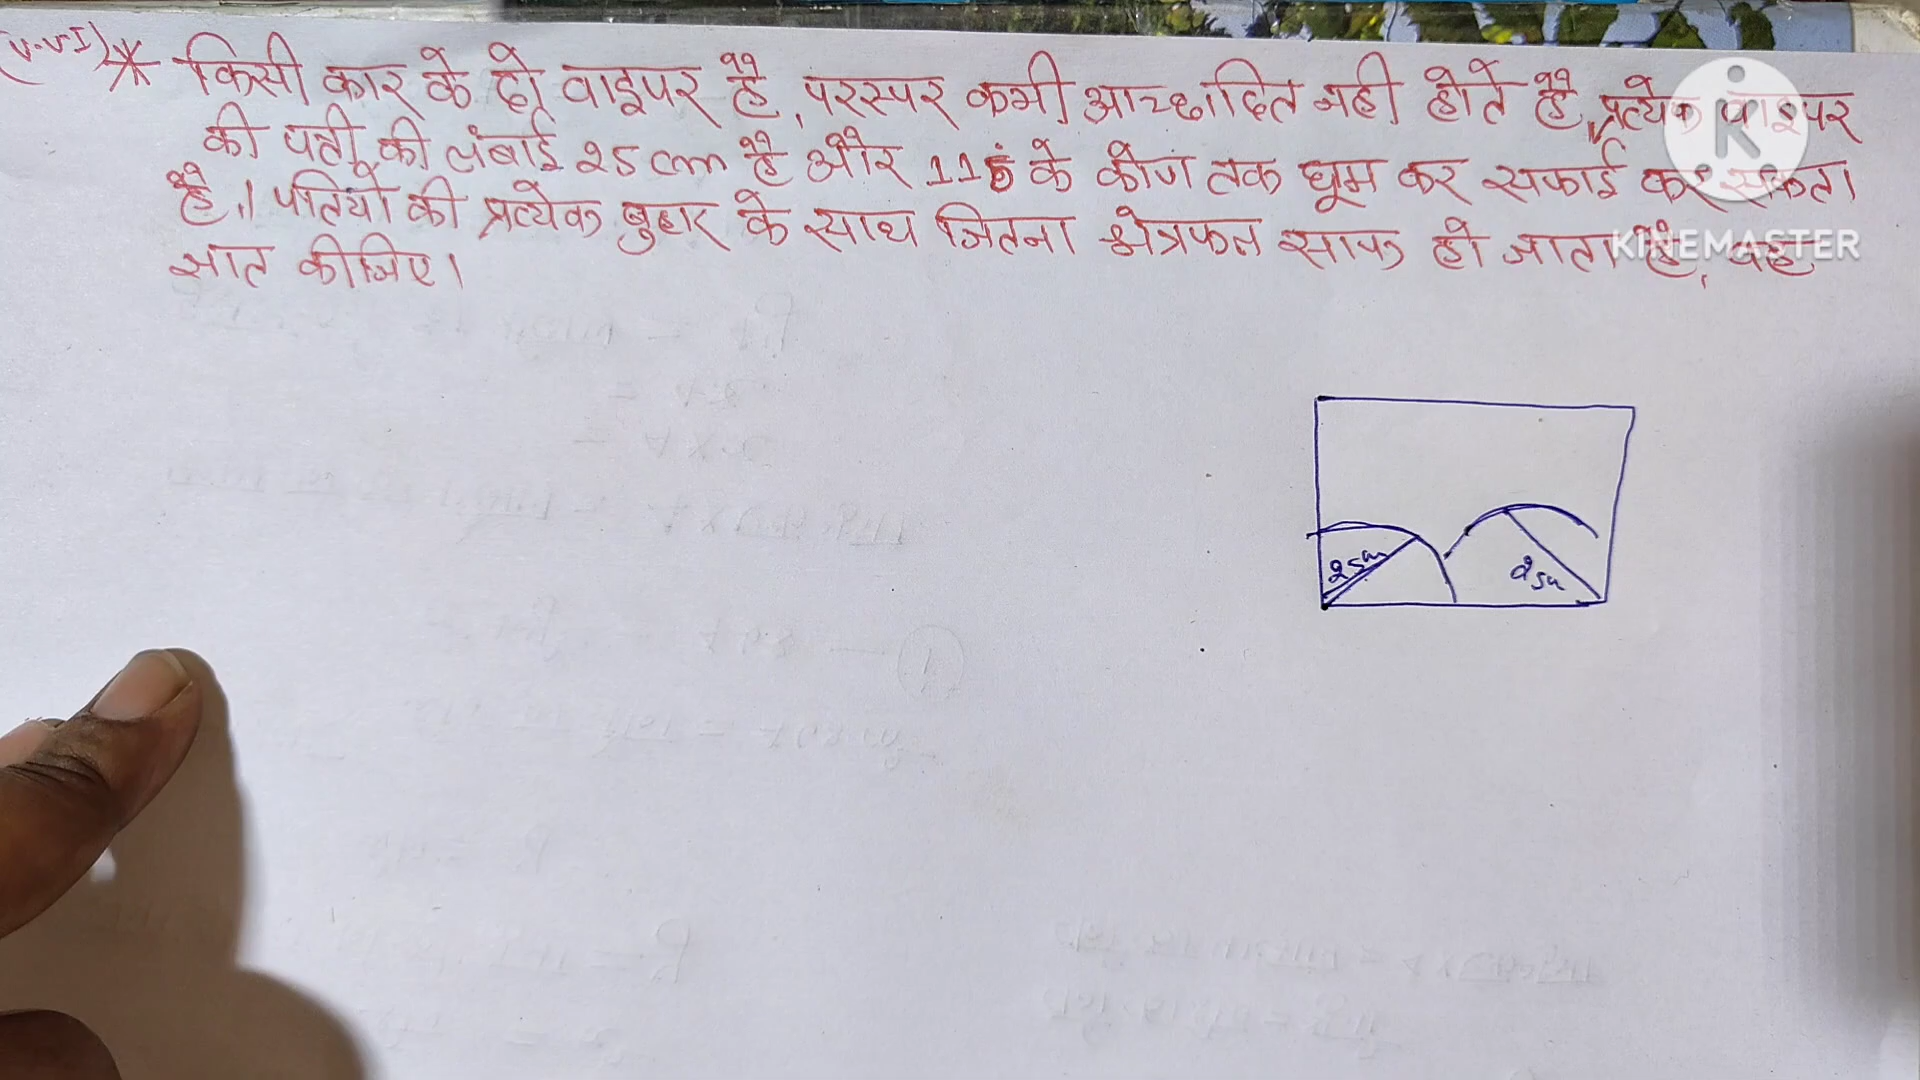 (V.V.I)* किसी कार के दो वाइपर है, परस्पर कभी आच्छादित नही होते है, प्रत्येक वाइपर
की पती की लंबाई 25 cm है और 115° के कोण तक घूम कर सफाई कर सकता
है।। पतियो की प्रत्येक बुहार के साथ जितना क्षेत्रफल साफ हो जाता है, वह
ज्ञात कीजिए।
K
KINEMASTER
25cm
25cm